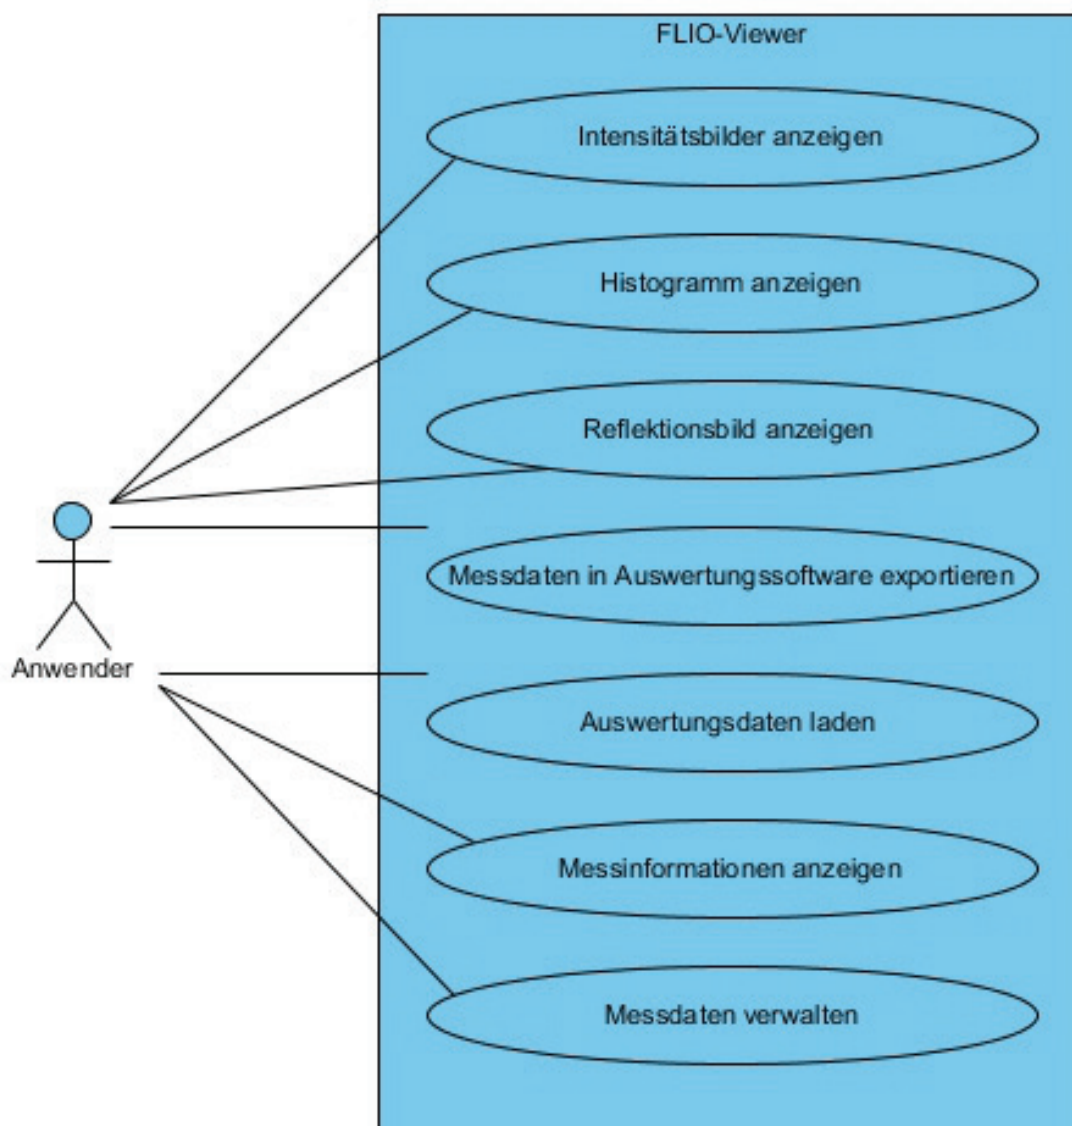 FLIO-Viewer
Intensitätsbilder anzeigen
Histogramm anzeigen
Reflektionsbild anzeigen
Messdaten in Auswertungssoftware exportieren
Anwender
Auswertungsdaten laden
Messinformationen anzeigen
Messdaten verwalten